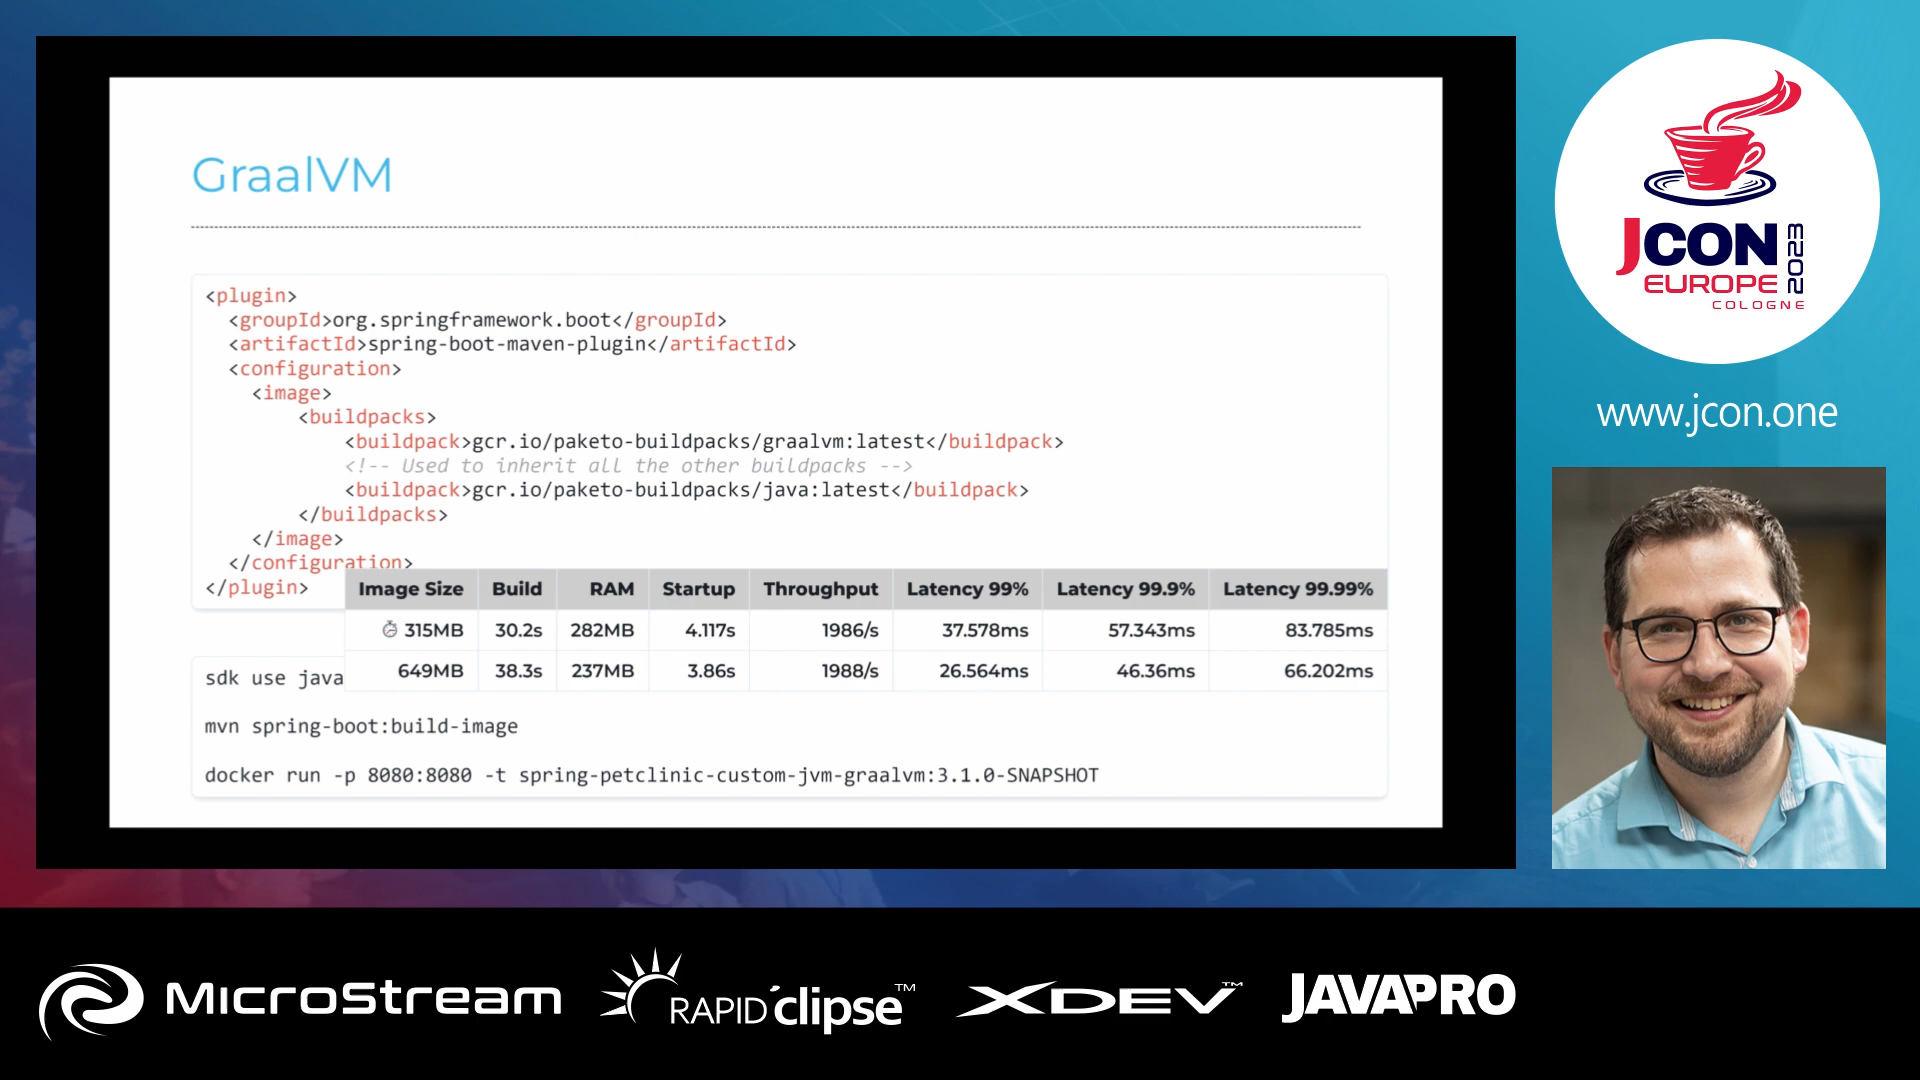 GraalVM
<plugin>
<groupId>org.springframework.boot</groupId>
<artifactId>spring-boot-maven-plugin</artifactId>
<configuration>
<image>
<buildpacks>
<buildpack>gcr.io/paketo-buildpacks/graalvm:latest</buildpack>
<!-- Used to inherit all the other buildpacks -->
<buildpack>gcr.io/paketo-buildpacks/java:latest</buildpack>
</buildpacks>
</image>
</configuration>
</plugin>
Image Size Build RAM Startup Throughput Latency 99% Latency 99.9% Latency 99.99%
⏱ 315MB 30.2s 282MB 4.117s 1986/s 37.578ms 57.343ms 83.785ms
649MB 38.3s 237MB 3.86s 1988/s 26.564ms 46.36ms 66.202ms
sdk use java
mvn spring-boot:build-image
docker run -p 8080:8080 -t spring-petclinic-custom-jvm-graalvm:3.1.0-SNAPSHOT
JCON
EUROPE
2023
COLOGNE
www.jcon.one
MicroStream
RAPID'clipse™
XDEV™
JAVAPRO